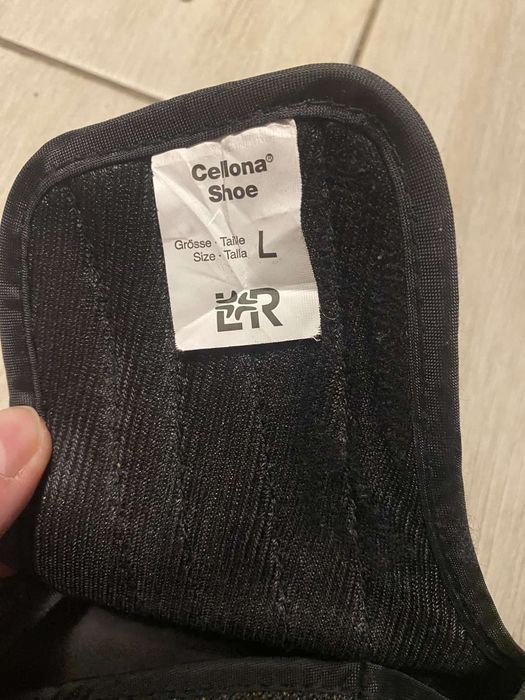 Cellona®
Shoe
Grösse · Taille
Size · Talla L
L&R